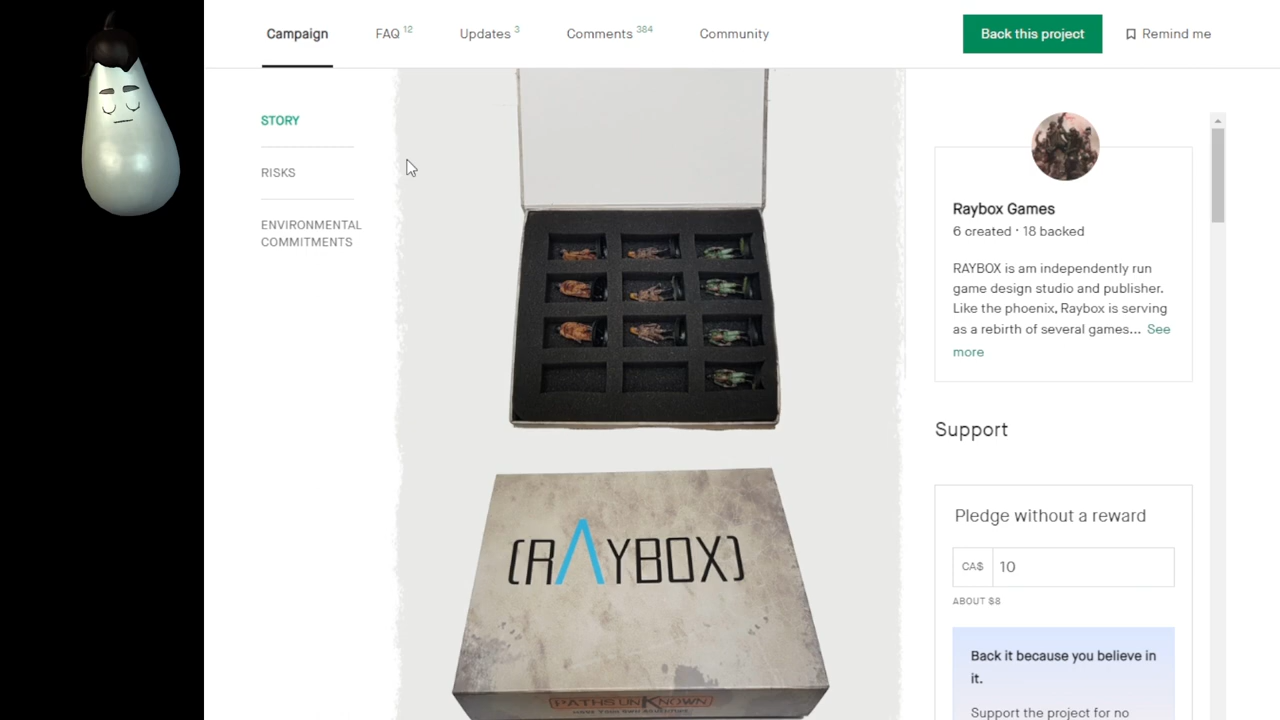 Campaign
FAQ 12
Updates 3
Comments 384
Community
Back this project
Remind me
STORY
RISKS
ENVIRONMENTAL
COMMITMENTS
Raybox Games
6 created · 18 backed
RAYBOX is am independently run
game design studio and publisher.
Like the phoenix, Raybox is serving
as a rebirth of several games... See
more
Support
Pledge without a reward
CA$ 10
ABOUT $8
Back it because you believe in
it.
Support the project for no
(RAYBOX)
PATHS UNKNOWN